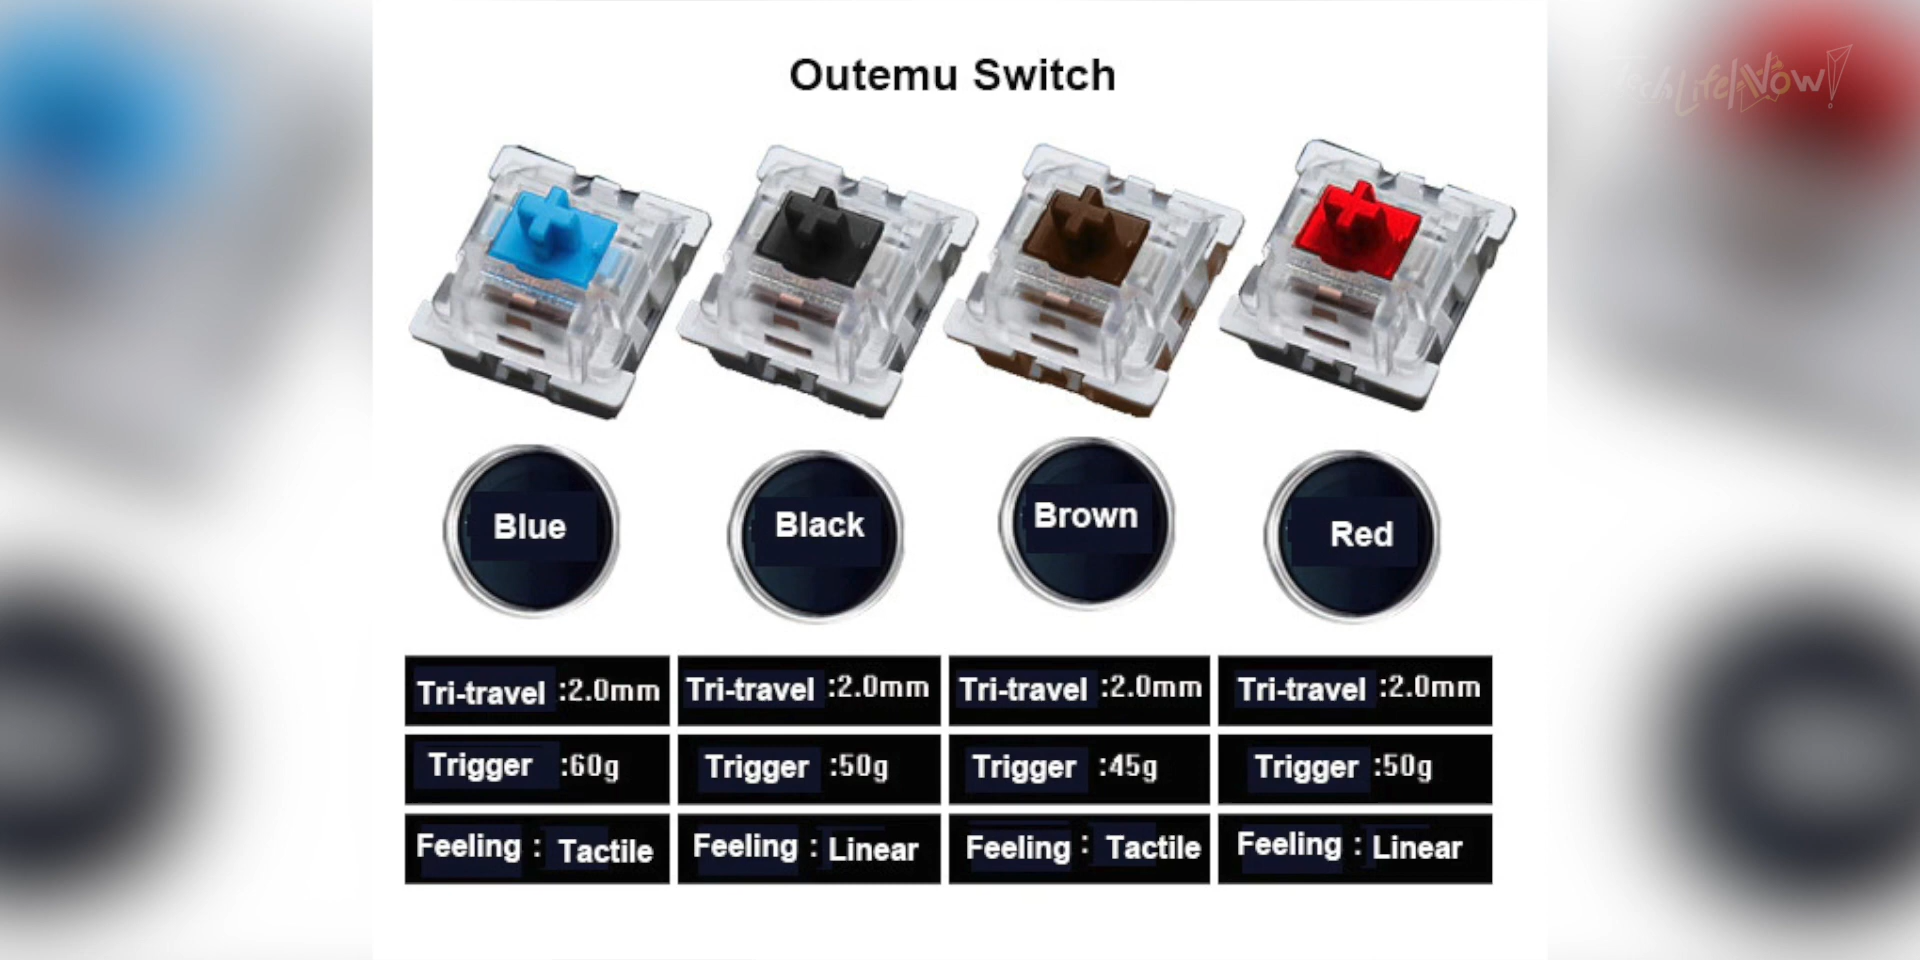 Outemu Switch
TechLifeNow!
Blue
Black
Brown
Red
Tri-travel :2.0mm
Tri-travel :2.0mm
Tri-travel :2.0mm
Tri-travel :2.0mm
Trigger :60g
Trigger :50g
Trigger :45g
Trigger :50g
Feeling : Tactile
Feeling : Linear
Feeling : Tactile
Feeling : Linear